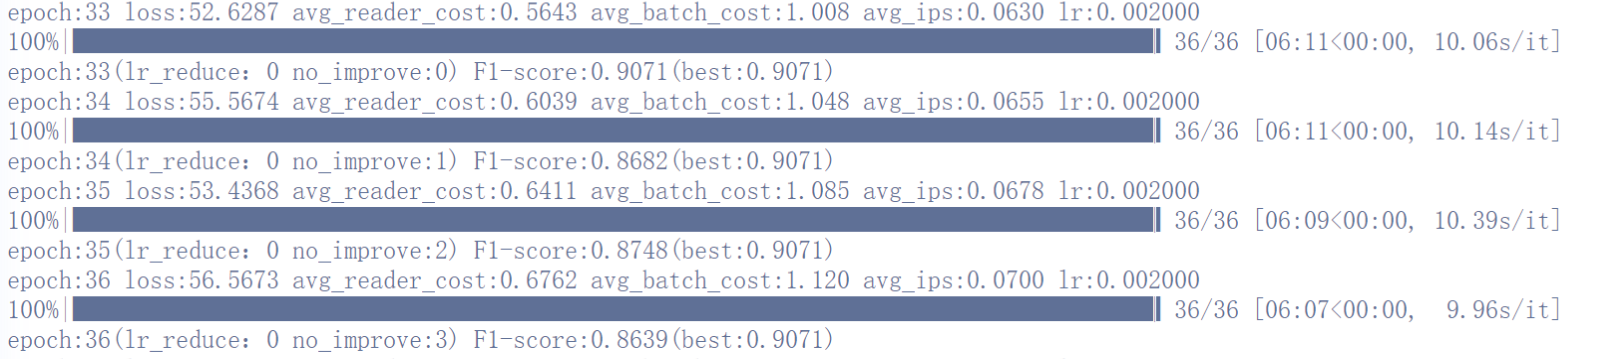 epoch:33 loss:52.6287 avg_reader_cost:0.5643 avg_batch_cost:1.008 avg_ips:0.0630 lr:0.002000
100%| 36/36 [06:11<00:00, 10.06s/it]
epoch:33(lr_reduce: 0 no_improve:0) F1-score:0.9071(best:0.9071)
epoch:34 loss:55.5674 avg_reader_cost:0.6039 avg_batch_cost:1.048 avg_ips:0.0655 lr:0.002000
100%| 36/36 [06:11<00:00, 10.14s/it]
epoch:34(lr_reduce: 0 no_improve:1) F1-score:0.8682(best:0.9071)
epoch:35 loss:53.4368 avg_reader_cost:0.6411 avg_batch_cost:1.085 avg_ips:0.0678 lr:0.002000
100%| 36/36 [06:09<00:00, 10.39s/it]
epoch:35(lr_reduce: 0 no_improve:2) F1-score:0.8748(best:0.9071)
epoch:36 loss:56.5673 avg_reader_cost:0.6762 avg_batch_cost:1.120 avg_ips:0.0700 lr:0.002000
100%| 36/36 [06:07<00:00, 9.96s/it]
epoch:36(lr_reduce: 0 no_improve:3) F1-score:0.8639(best:0.9071)